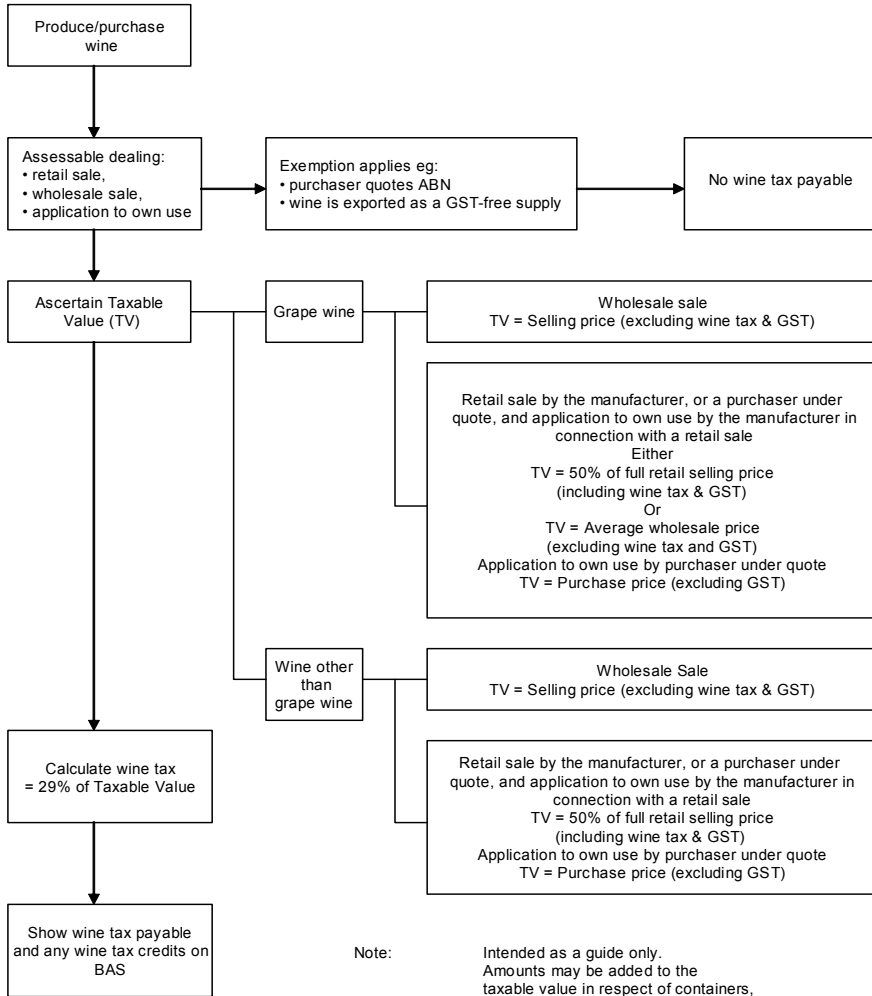 Produce/purchase
wine
Assessable dealing:
• retail sale,
• wholesale sale,
• application to own use
Exemption applies eg:
• purchaser quotes ABN
• wine is exported as a GST-free supply
No wine tax payable
Ascertain Taxable
Value (TV)
Grape wine
Wholesale sale
TV = Selling price (excluding wine tax & GST)
Retail sale by the manufacturer, or a purchaser under
quote, and application to own use by the manufacturer in
connection with a retail sale
Either
TV = 50% of full retail selling price
(including wine tax & GST)
Or
TV = Average wholesale price
(excluding wine tax and GST)
Application to own use by purchaser under quote
TV = Purchase price (excluding GST)
Wine other
than
grape wine
Wholesale Sale
TV = Selling price (excluding wine tax & GST)
Retail sale by the manufacturer, or a purchaser under
quote, and application to own use by the manufacturer in
connection with a retail sale
TV = 50% of full retail selling price
(including wine tax & GST)
Application to own use by purchaser under quote
TV = Purchase price (excluding GST)
Calculate wine tax
= 29% of Taxable Value
Show wine tax payable
and any wine tax credits on
BAS
Note:
Intended as a guide only.
Amounts may be added to the
taxable value in respect of containers,